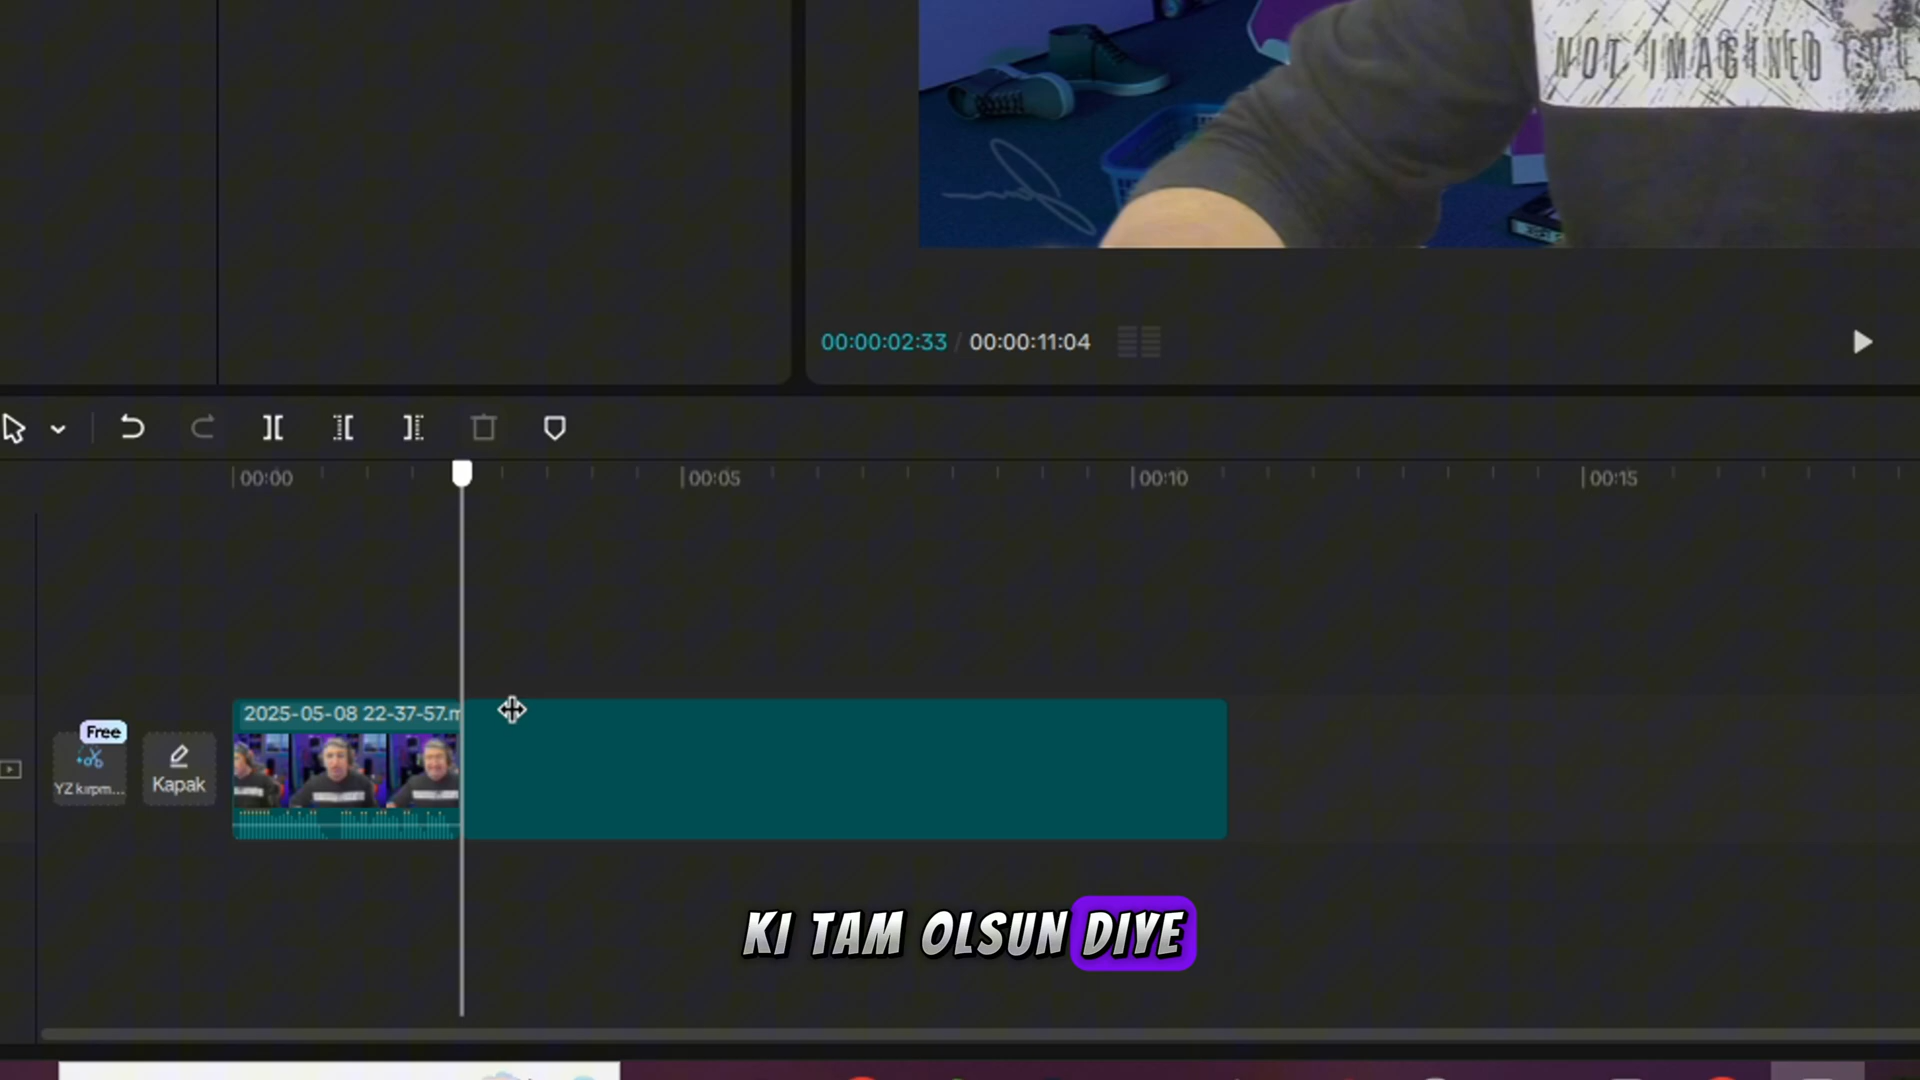 NOT IMAGINED
00:00:02:33 / 00:00:11:04
00:00
00:05
00:10
00:15
2025-05-08 22-37-57.m
Free
YZ kırpm...
Kapak
KI TAM OLSUN DIYE